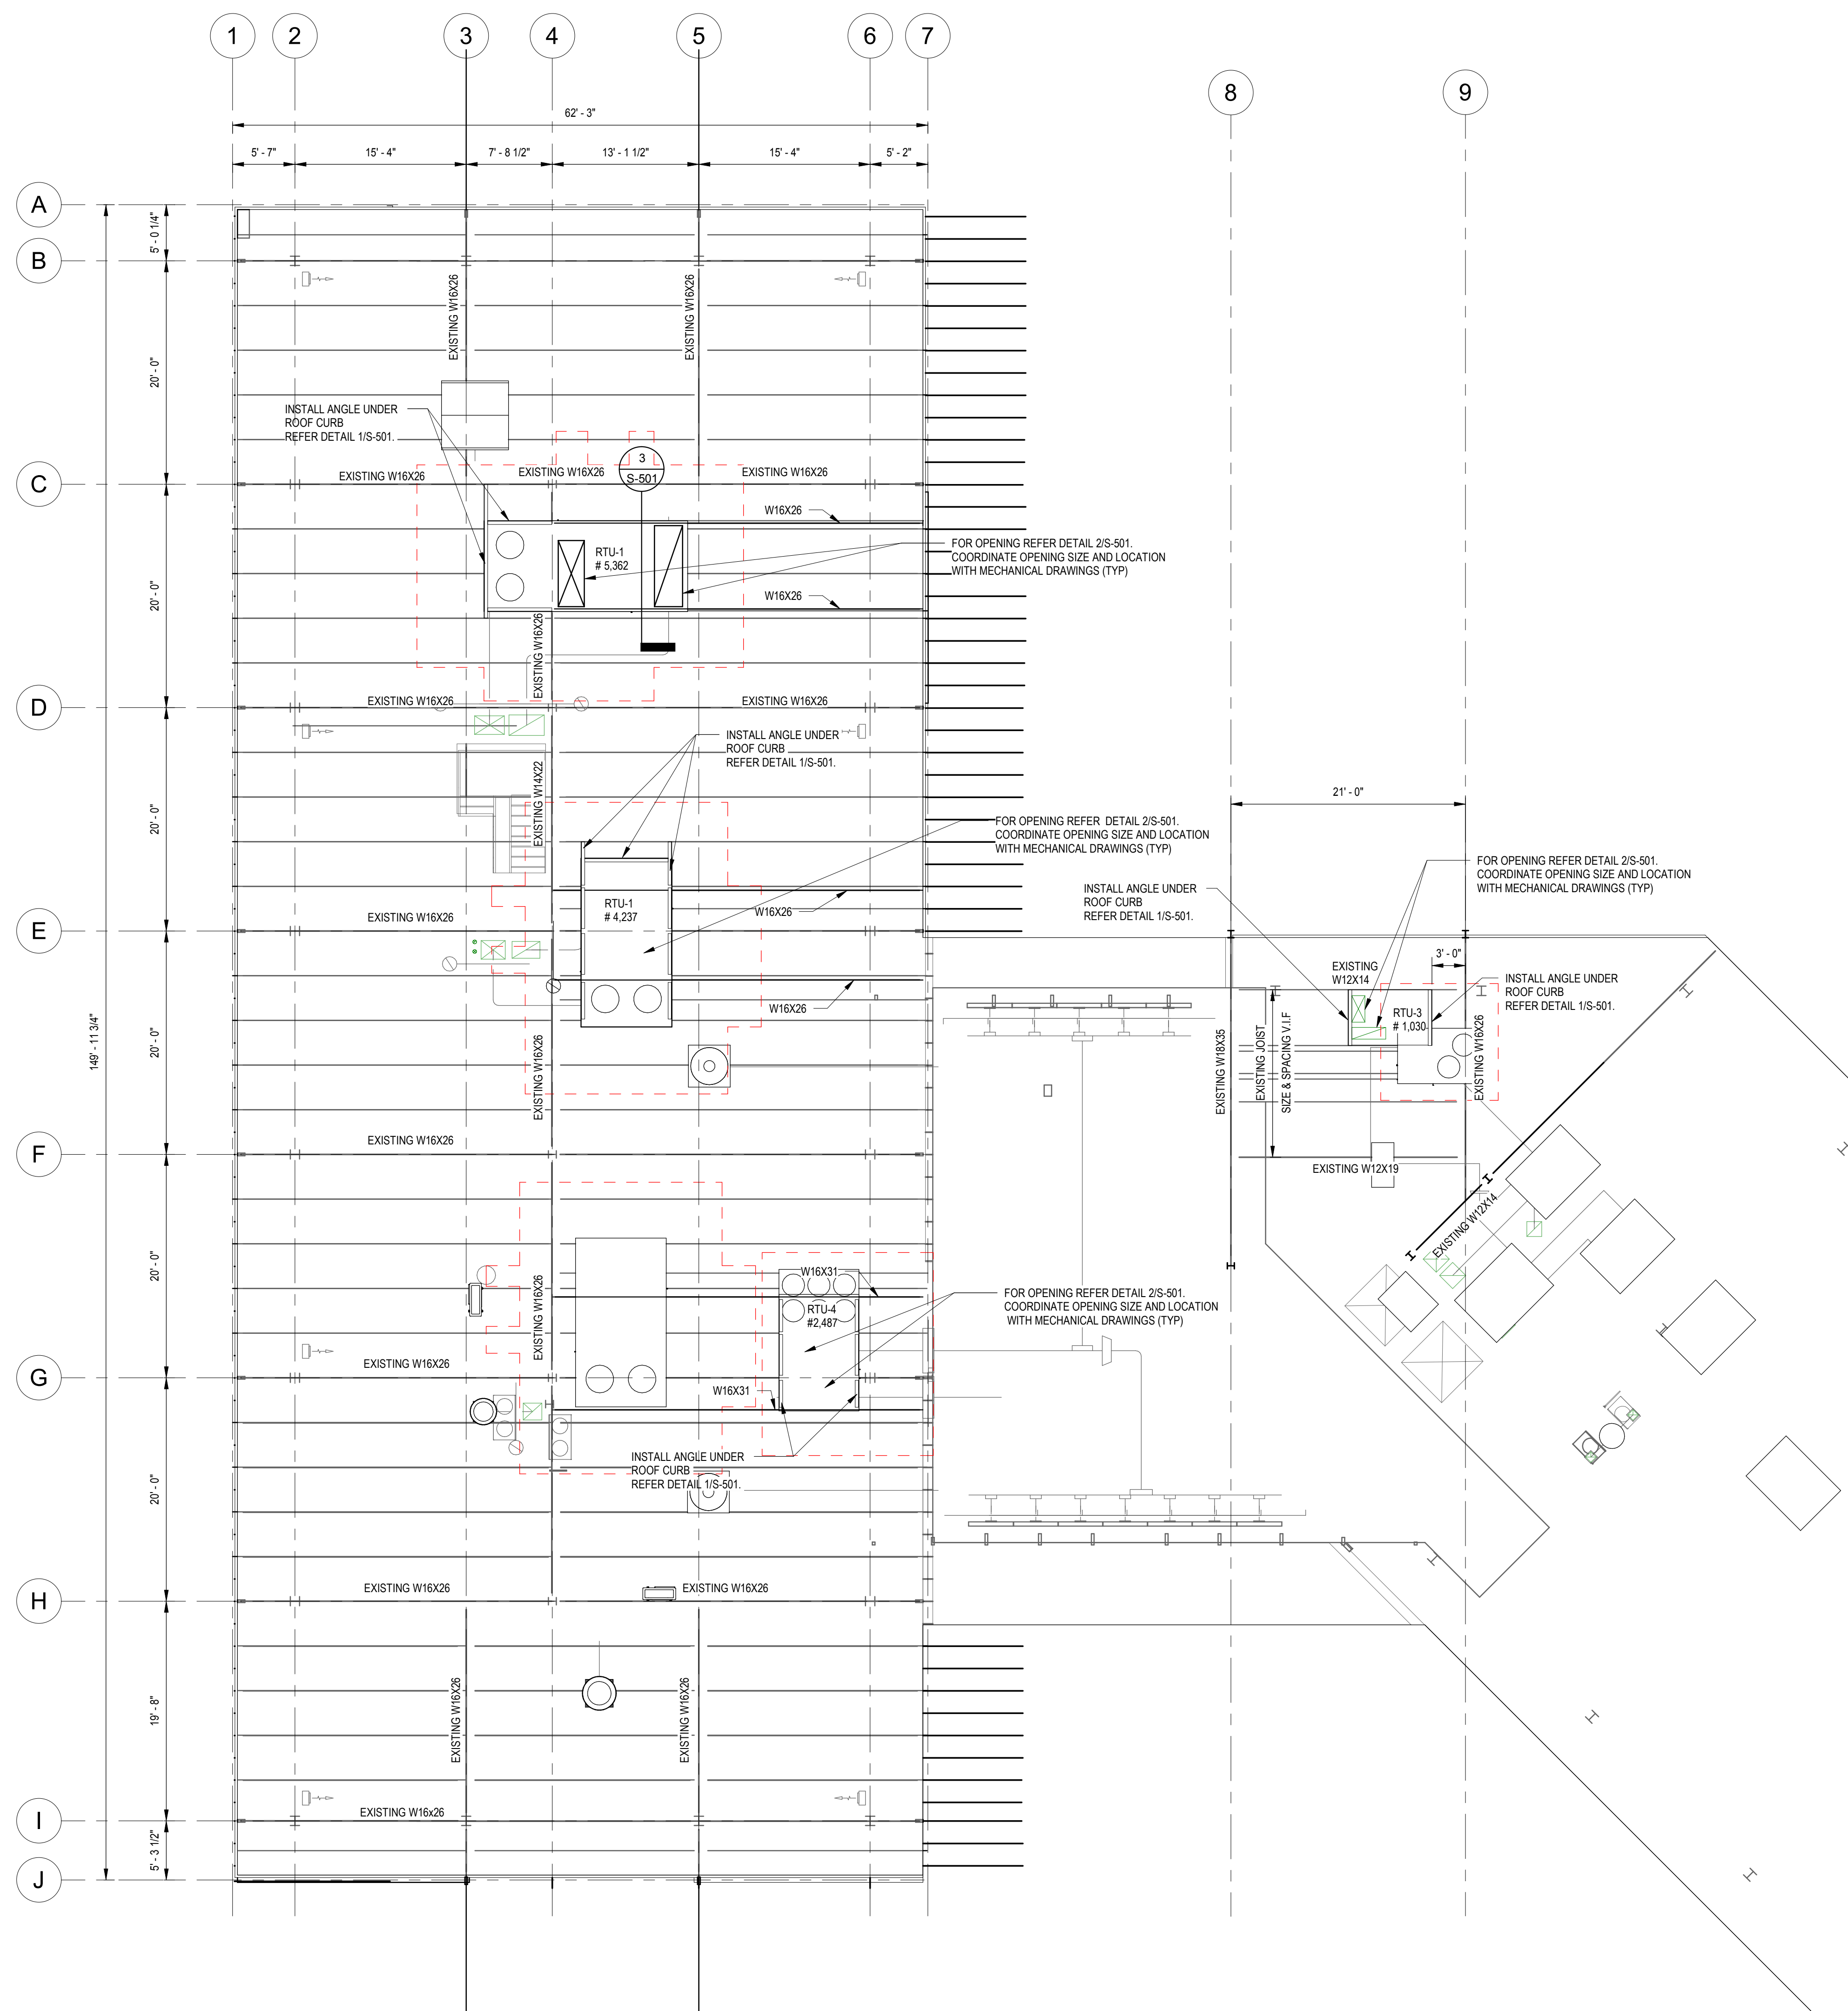 1
2
3
4
5
6
7
8
9
62' - 3"
5' - 7"
15' - 4"
7' - 8 1/2"
13' - 1 1/2"
15' - 4"
5' - 2"
A
B
C
D
E
F
G
H
I
J
149' - 11 3/4"
5' - 0 1/4"
20' - 0"
20' - 0"
20' - 0"
20' - 0"
20' - 0"
20' - 0"
19' - 8"
5' - 3 1/2"
EXISTING W16X26
EXISTING W16X26
INSTALL ANGLE UNDER
ROOF CURB
REFER DETAIL 1/S-501.
EXISTING W16X26
EXISTING W16X26
EXISTING W16X26
3
S-501
W16X26
RTU-1
# 5,362
FOR OPENING REFER DETAIL 2/S-501.
COORDINATE OPENING SIZE AND LOCATION
WITH MECHANICAL DRAWINGS (TYP)
W16X26
EXISTING W16X26
EXISTING W16X26
EXISTING W16X26
INSTALL ANGLE UNDER
ROOF CURB
REFER DETAIL 1/S-501.
EXISTING W14X22
FOR OPENING REFER DETAIL 2/S-501.
COORDINATE OPENING SIZE AND LOCATION
WITH MECHANICAL DRAWINGS (TYP)
RTU-1
# 4,237
W16X26
EXISTING W16X26
W16X26
EXISTING W16X26
EXISTING W16X26
21' - 0"
FOR OPENING REFER DETAIL 2/S-501.
COORDINATE OPENING SIZE AND LOCATION
WITH MECHANICAL DRAWINGS (TYP)
INSTALL ANGLE UNDER
ROOF CURB
REFER DETAIL 1/S-501.
3' - 0"
EXISTING
W12X14
INSTALL ANGLE UNDER
ROOF CURB
REFER DETAIL 1/S-501.
RTU-3
# 1,030
EXISTING W18X35
EXISTING JOIST
SIZE & SPACING V.I.F
EXISTING W16X26
EXISTING W12X19
EXISTING W12X14
W16X31
RTU-4
#2,487
FOR OPENING REFER DETAIL 2/S-501.
COORDINATE OPENING SIZE AND LOCATION
WITH MECHANICAL DRAWINGS (TYP)
EXISTING W16X26
EXISTING W16X26
W16X31
INSTALL ANGLE UNDER
ROOF CURB
REFER DETAIL 1/S-501.
EXISTING W16X26
EXISTING W16X26
EXISTING W16X26
EXISTING W16X26
EXISTING W16x26